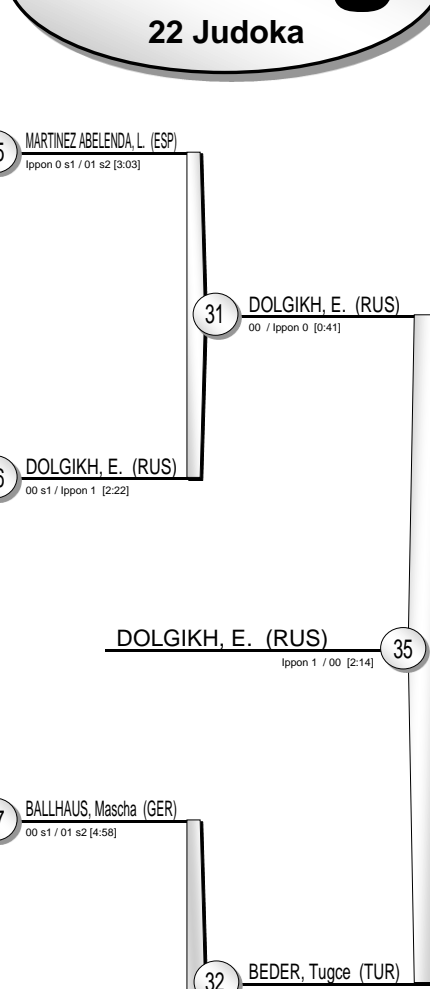 22 Judoka
MARTINEZ ABELENDA, L. (ESP)
Ippon 0 s1 / 01 s2 [3:03]
31
DOLGIKH, E. (RUS)
00 / Ippon 0 [0:41]
DOLGIKH, E. (RUS)
00 s1 / Ippon 1 [2:22]
DOLGIKH, E. (RUS)
35
Ippon 1 / 00 [2:14]
BALLHAUS, Mascha (GER)
00 s1 / 01 s2 [4:58]
32
BEDER, Tugce (TUR)